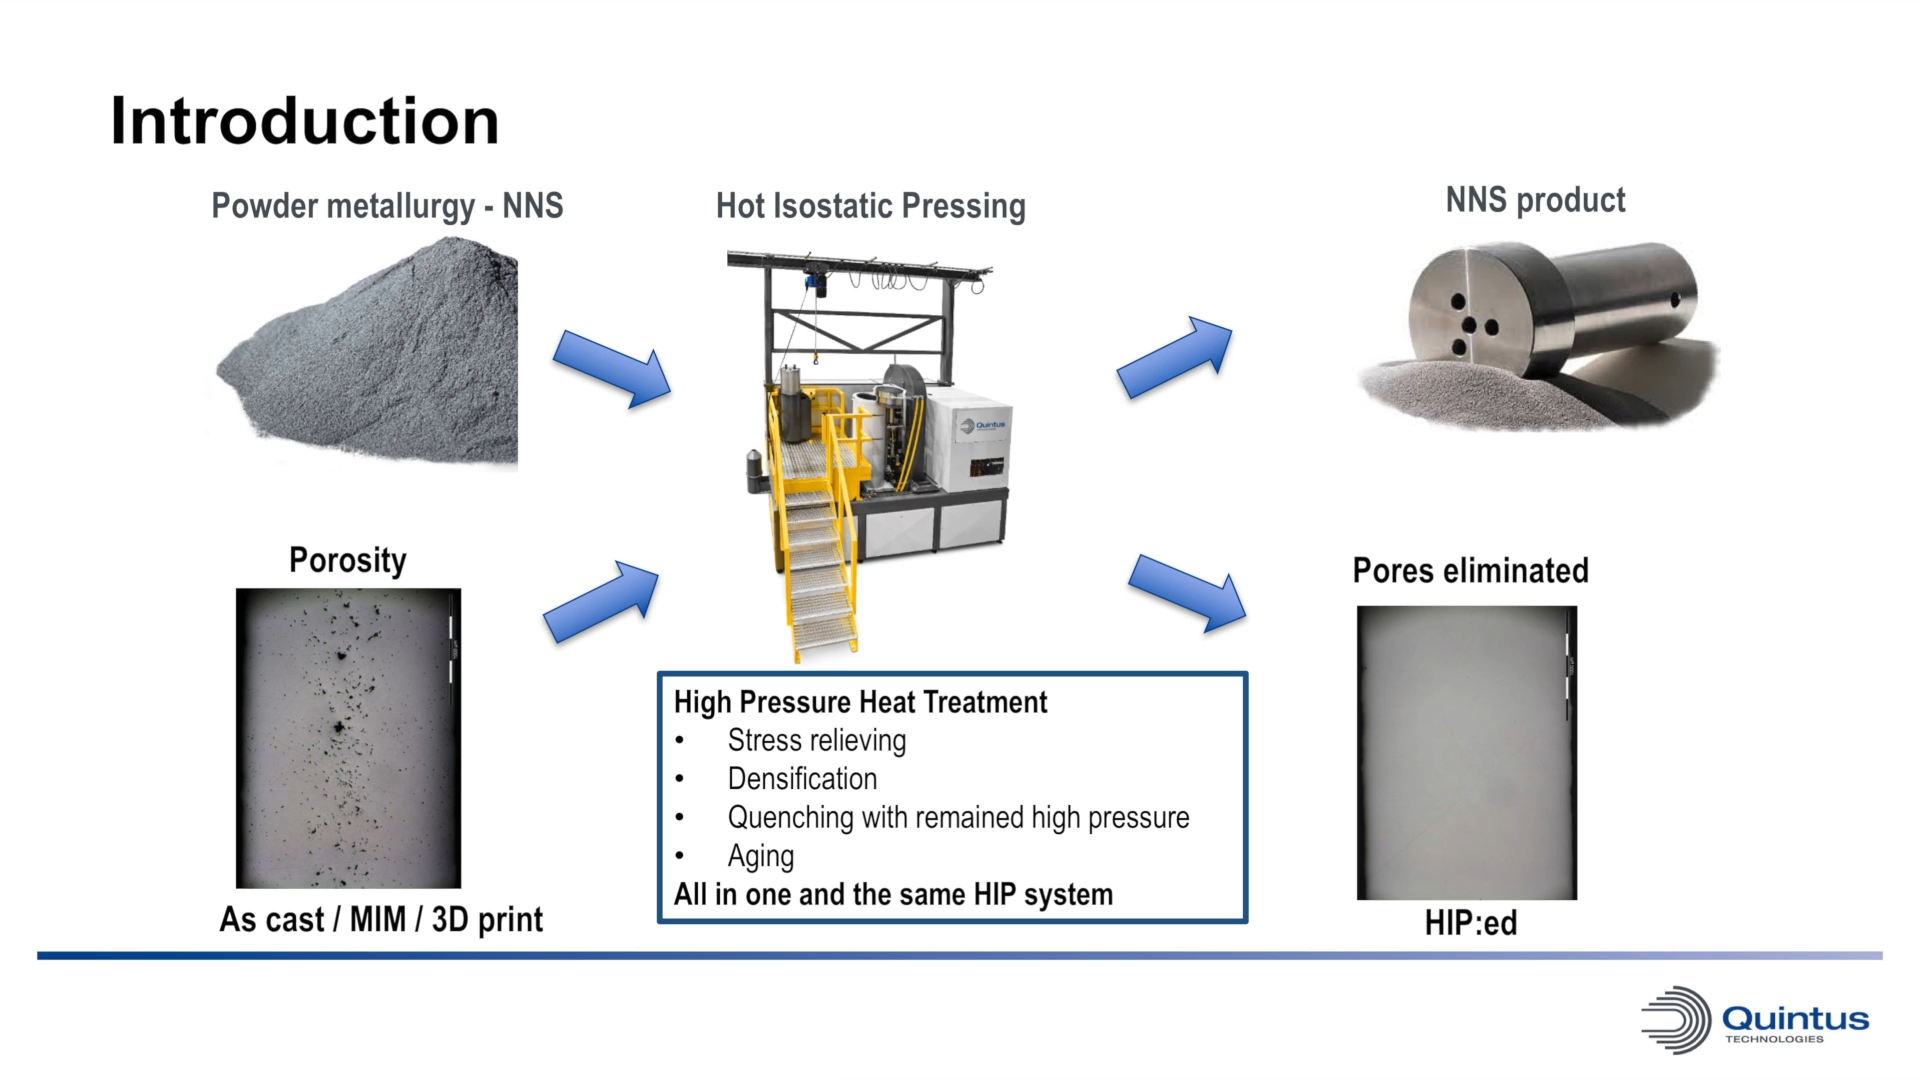 Introduction
Powder metallurgy - NNS
Hot Isostatic Pressing
NNS product
Quintus
Porosity
Pores eliminated
High Pressure Heat Treatment
• Stress relieving
• Densification
• Quenching with remained high pressure
• Aging
All in one and the same HIP system
As cast / MIM / 3D print
HIP:ed
Quintus
TECHNOLOGIES